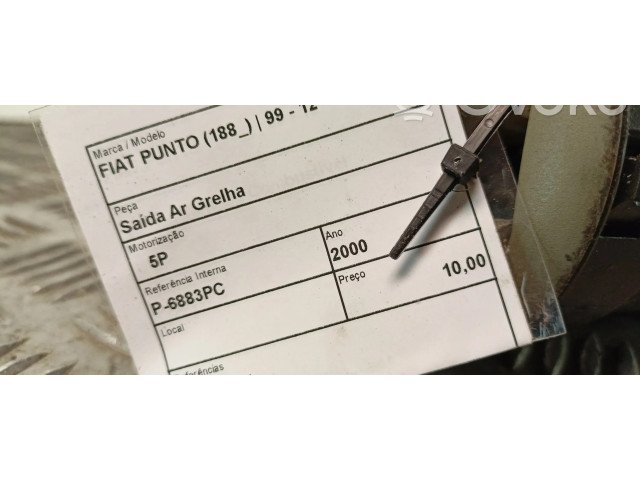 Marca / Modelo
FIAT PUNTO (188_) | 99 - 12
Peça
Saída Ar Grelha
Motorização
5P
Ano
2000
Referência Interna
P-6883PC
Preço
10,00
Local
Referências